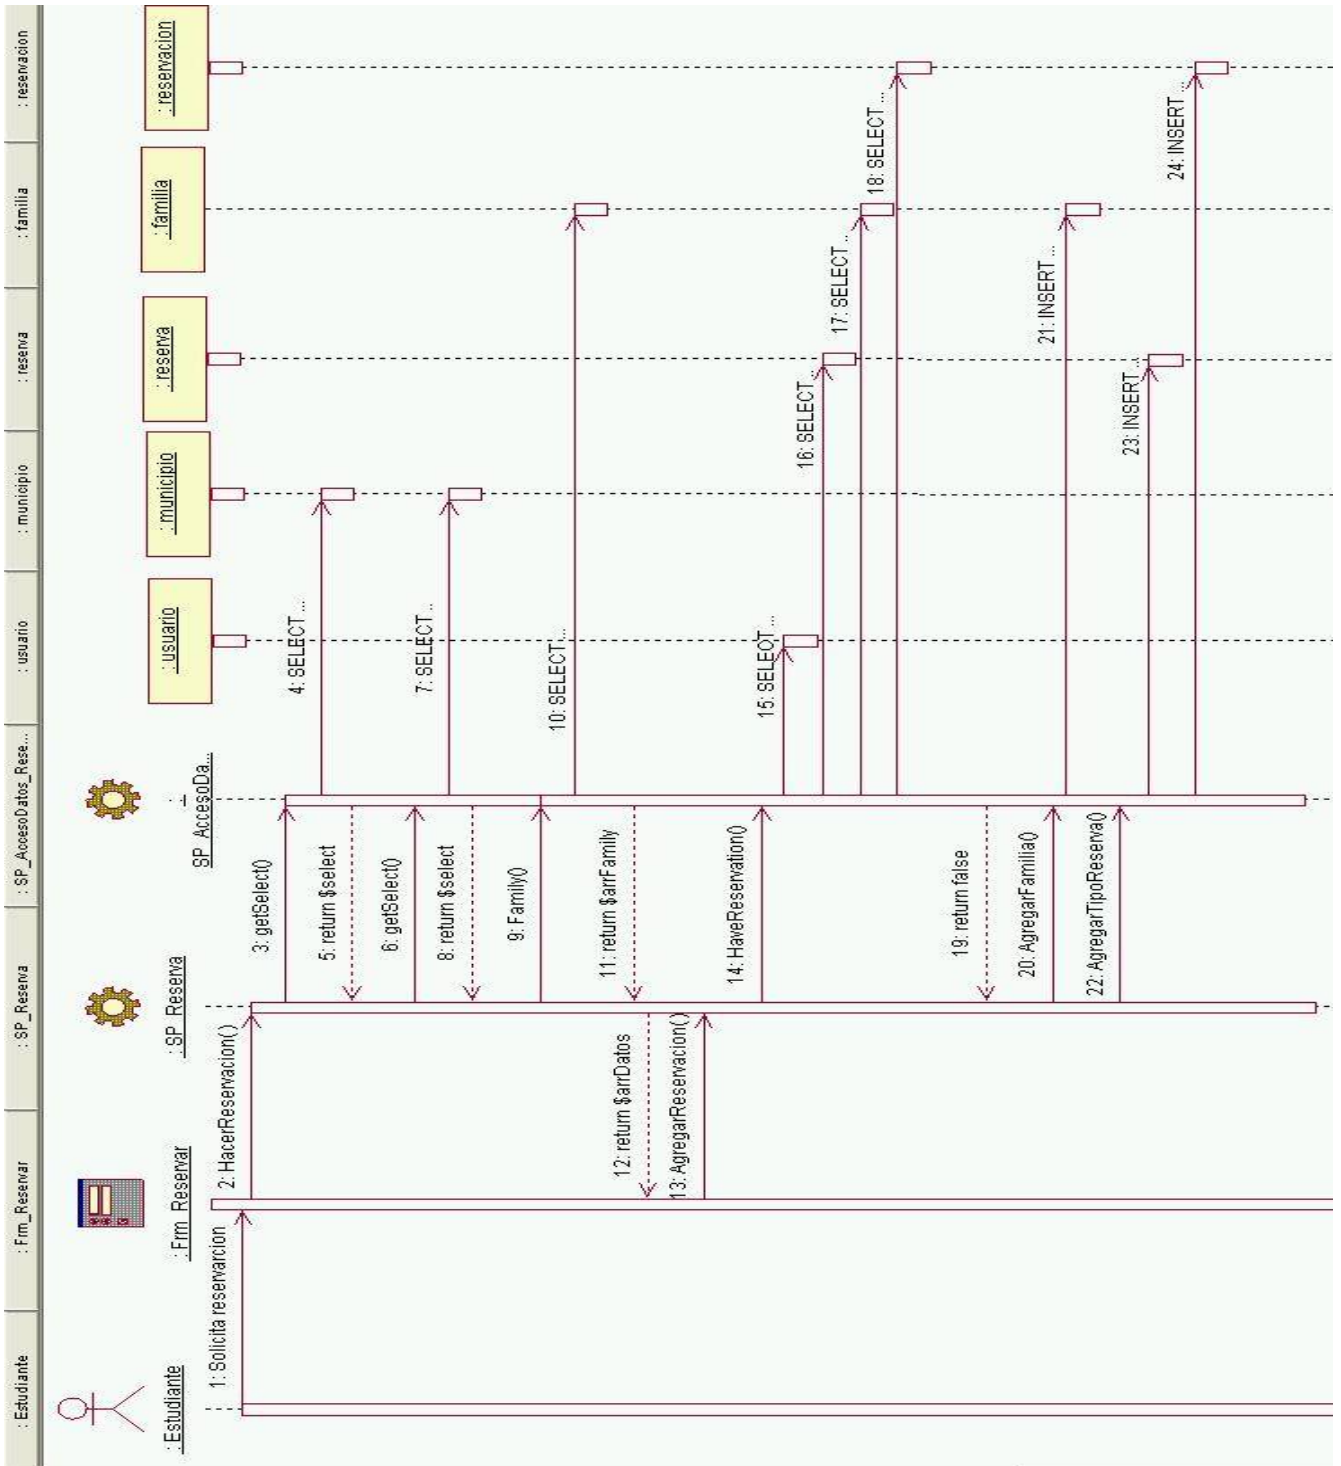 : Estudiante
: Frm_Reservar
: SP_Reserva
: SP_AccesoDatos_Rese...
: usuario
: municipio
: reserva
: familia
: reservacion
: Estudiante
: Frm_Reservar
: SP_Reserva
:
SP_AccesoDa...
: usuario
: municipio
: reserva
: familia
: reservacion
1: Solicita reservarcion
2: HacerReservacion()
3: getSelect()
4: SELECT ...
5: return $select
6: getSelect()
7: SELECT ...
8: return $select
9: Family()
10: SELECT ...
11: return $arrFamily
12: return $arrDatos
13: AgregarReservacion()
14: HaveReservation()
15: SELECT ...
16: SELECT ...
17: SELECT ...
18: SELECT ...
19: return false
20: AgregarFamilia()
21: INSERT ...
22: AgregarTipoReserva()
23: INSERT ...
24: INSERT ...